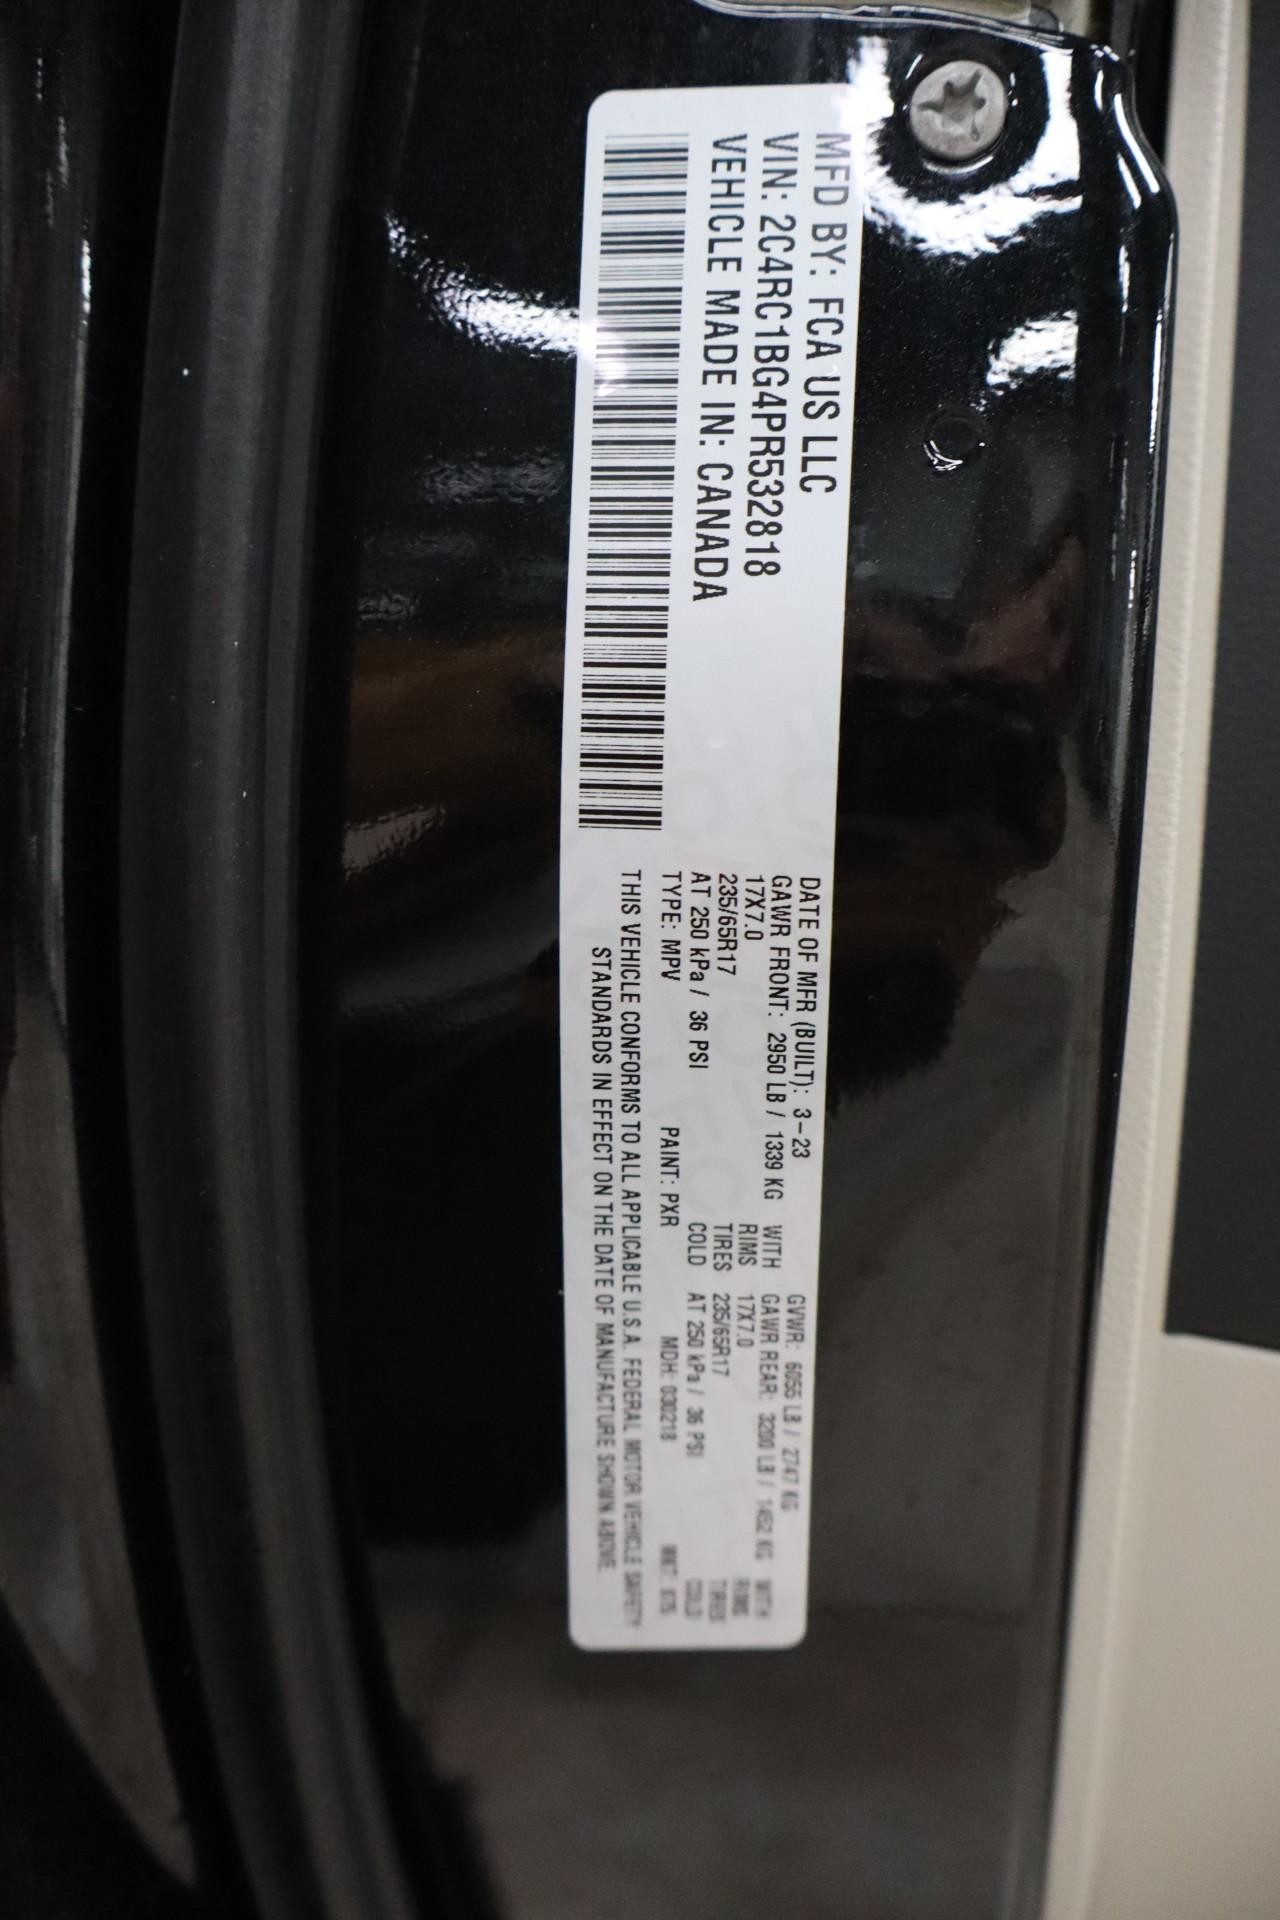 MFD BY: FCA US LLC
VIN: 2C4RC1BG4PR532818
VEHICLE MADE IN: CANADA
DATE OF MFR (BUILT): 3-23 GVWR: 6055 LB / 2747 KG
GAWR FRONT: 2950 LB / 1339 KG WITH GAWR REAR: 3200 LB / 1452 KG WITH
17X7.0 RIMS 17X7.0 RIMS
235/65R17 TIRES 235/65R17 TIRES
AT 250 kPa / 36 PSI COLD AT 250 kPa / 36 PSI COLD
TYPE: MPV PAINT: PXR MDH: 030218
THIS VEHICLE CONFORMS TO ALL APPLICABLE U.S.A. FEDERAL MOTOR VEHICLE SAFETY
STANDARDS IN EFFECT ON THE DATE OF MANUFACTURE SHOWN ABOVE.